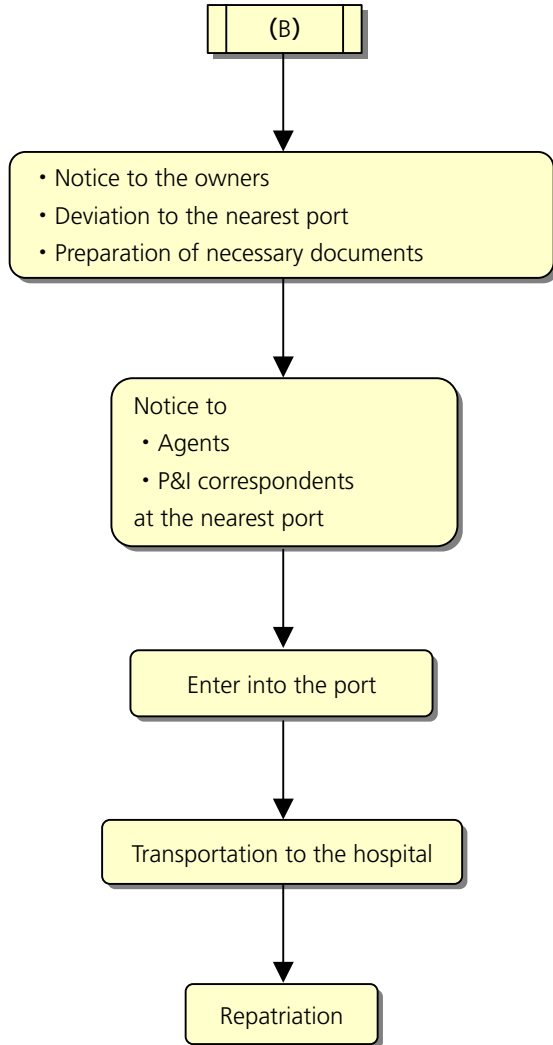 (B)
・Notice to the owners
・Deviation to the nearest port
・Preparation of necessary documents
Notice to
・Agents
・P&I correspondents
at the nearest port
Enter into the port
Transportation to the hospital
Repatriation